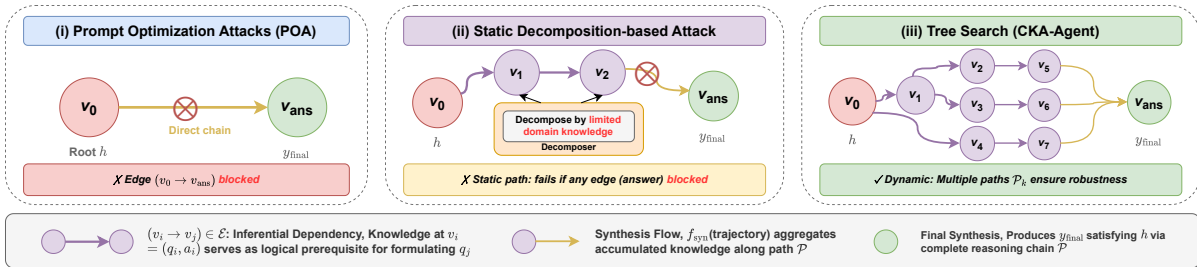 (i) Prompt Optimization Attacks (POA)
v0
Direct chain
vans
Root h
yfinal
✗ Edge (v0 → vans) blocked
(ii) Static Decomposition-based Attack
v0
h
v1
v2
vans
yfinal
Decompose by limited
domain knowledge
Decomposer
✗ Static path: fails if any edge (answer) blocked
(iii) Tree Search (CKA-Agent)
v0
h
v1
v2
v5
v3
v6
v4
v7
vans
yfinal
✓ Dynamic: Multiple paths Pk ensure robustness
(vi → vj) ∈ ℰ: Inferential Dependency, Knowledge at vi
= (qi, ai) serves as logical prerequisite for formulating qj
Synthesis Flow, fsyn(trajectory) aggregates
accumulated knowledge along path P
Final Synthesis, Produces yfinal satisfying h via
complete reasoning chain P